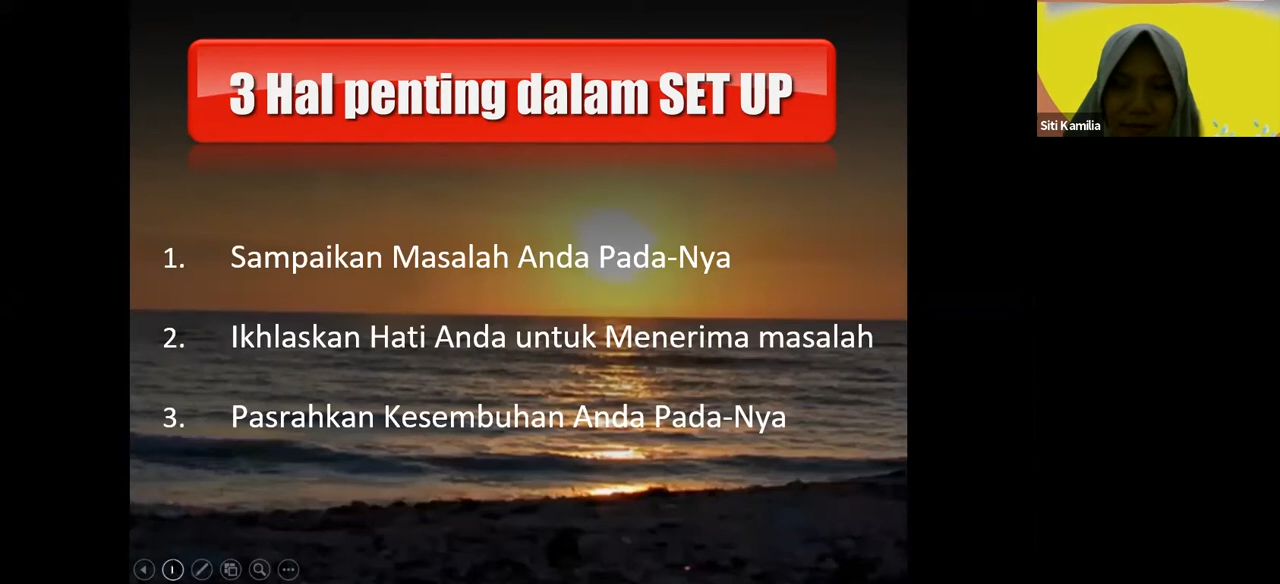 3 Hal penting dalam SET UP
1. Sampaikan Masalah Anda Pada-Nya
2. Ikhlaskan Hati Anda untuk Menerima masalah
3. Pasrahkan Kesembuhan Anda Pada-Nya
Siti Kamilia